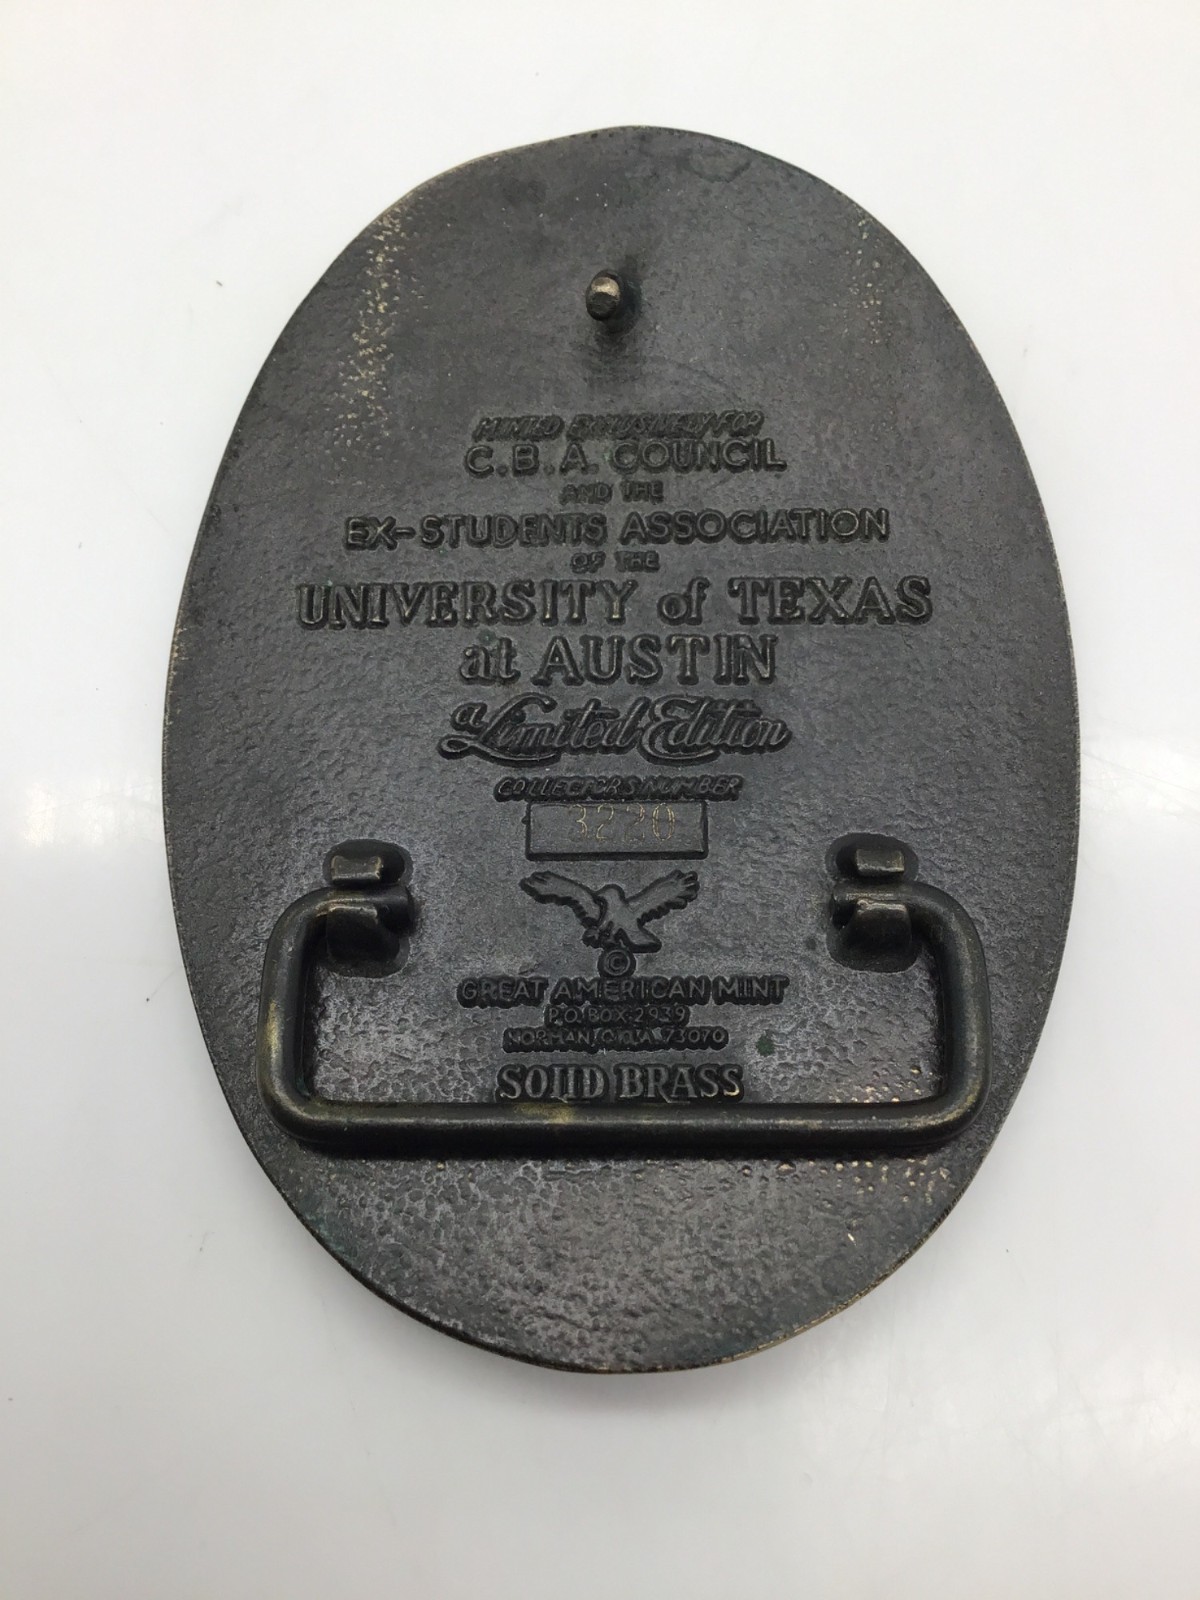 MINTED EXCLUSIVELY FOR
C.B.A. COUNCIL
AND THE
EX-STUDENTS ASSOCIATION
OF THE
UNIVERSITY of TEXAS
at AUSTIN
a Limited Edition
COLLECTOR'S NUMBER
3220
©
GREAT AMERICAN MINT
P.O. BOX 2939
NORMAN, OKLA. 73070
SOLID BRASS